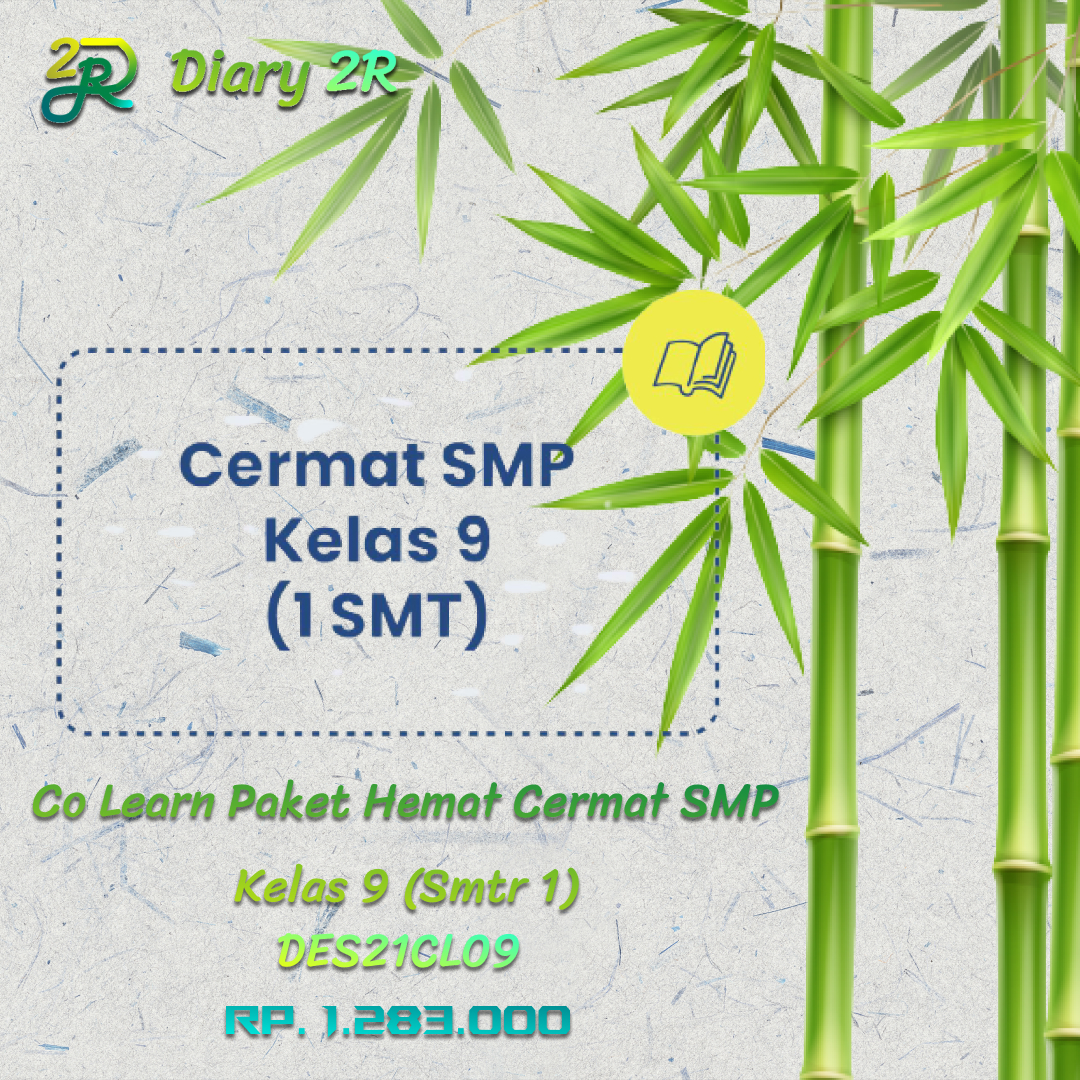 2R Diary 2R
Cermat SMP
Kelas 9
(1 SMT)
Co Learn Paket Hemat Cermat SMP
Kelas 9 (Smtr 1)
DES21CL09
RP. 1.283.000